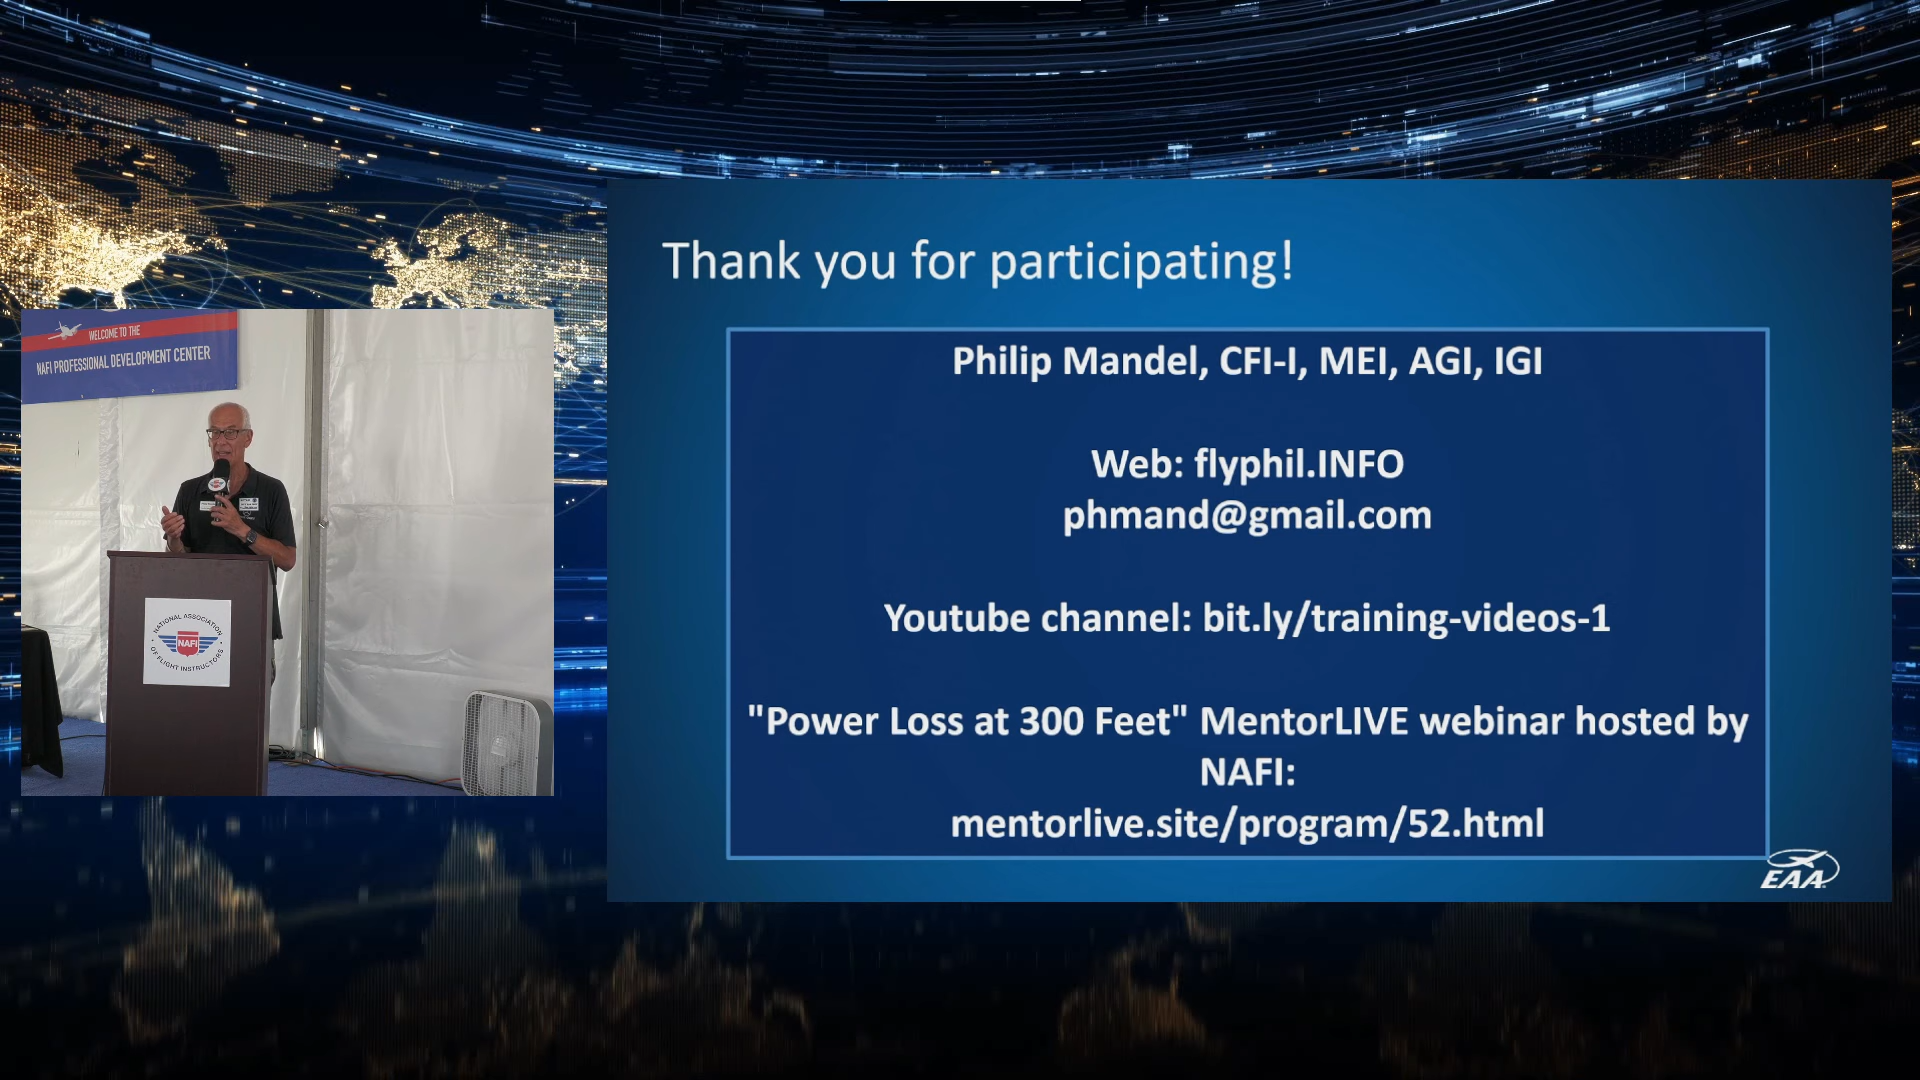 WELCOME TO THE
NAFI PROFESSIONAL DEVELOPMENT CENTER
NATIONAL ASSOCIATION
NAFI
OF FLIGHT INSTRUCTORS
Thank you for participating!
Philip Mandel, CFI-I, MEI, AGI, IGI
Web: flyphil.INFO
phmand@gmail.com
Youtube channel: bit.ly/training-videos-1
"Power Loss at 300 Feet" MentorLIVE webinar hosted by
NAFI:
mentorlive.site/program/52.html
EAA